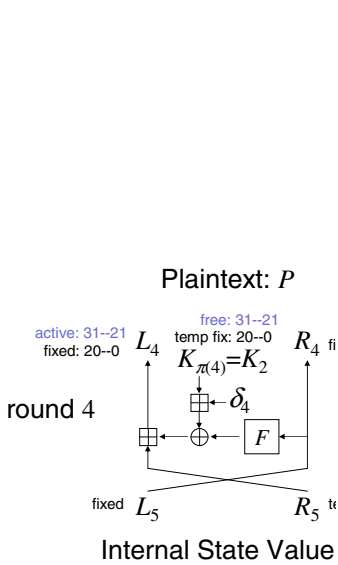 Plaintext: P
free: 31--21
active: 31--21
temp fix: 20--0
fixed: 20--0
L4
R4
Kπ(4)=K2
δ4
round 4
F
fixed L5
R5
Internal State Value